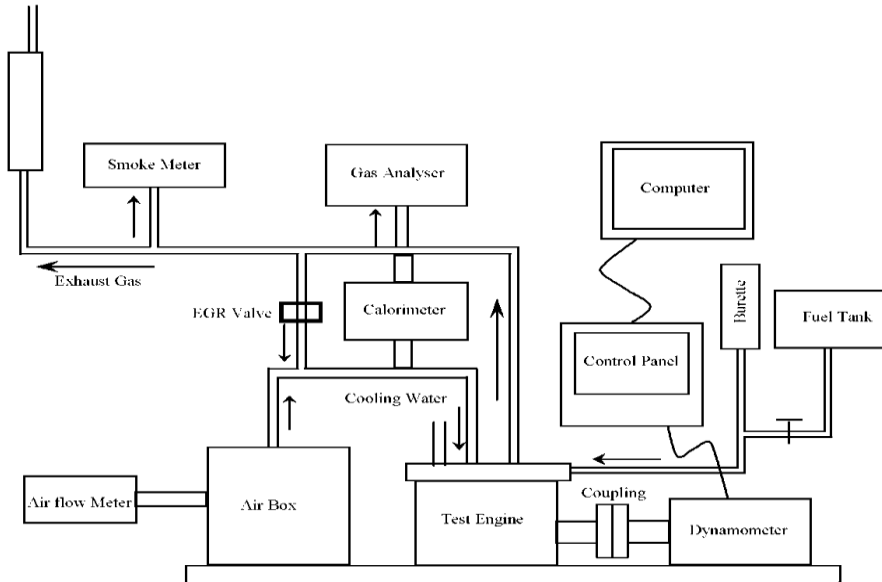 Smoke Meter
Gas Analyser
Computer
Exhaust Gas
EGR Valve
Calorimeter
Burette
Fuel Tank
Control Panel
Cooling Water
Air flow Meter
Air Box
Test Engine
Coupling
Dynamometer